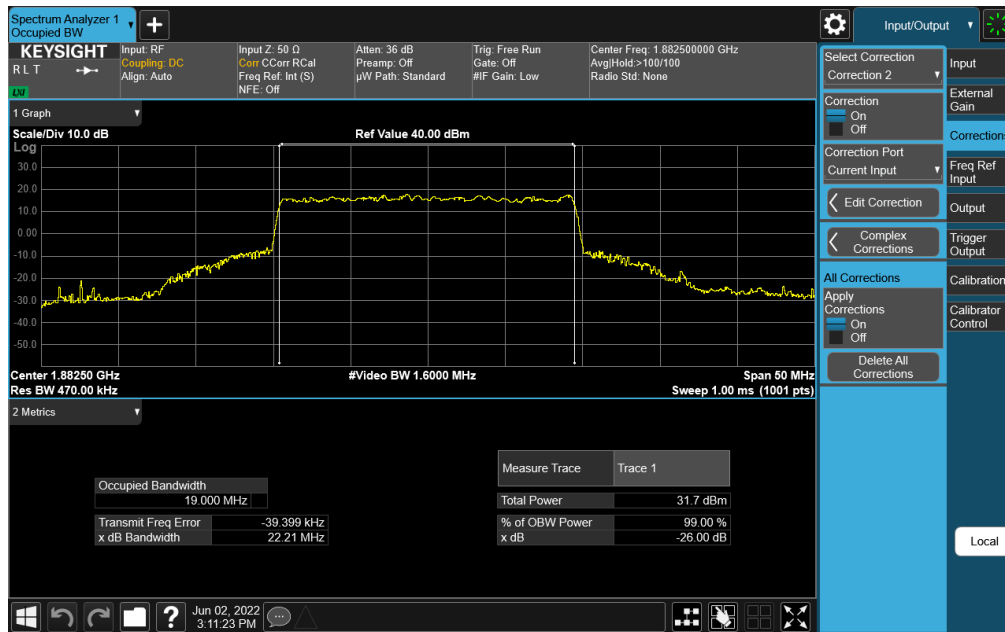 Spectrum Analyzer 1
Occupied BW
Input/Output
KEYSIGHT
R L T
LXI
Input: RF
Coupling: DC
Align: Auto
Input Z: 50 Ω
Corr CCorr RCal
Freq Ref: Int (S)
NFE: Off
Atten: 36 dB
Preamp: Off
µW Path: Standard
Trig: Free Run
Gate: Off
#IF Gain: Low
Center Freq: 1.882500000 GHz
Avg|Hold:>100/100
Radio Std: None
1 Graph
Scale/Div 10.0 dB
Ref Value 40.00 dBm
Log
30.0
20.0
10.0
0.00
-10.0
-20.0
-30.0
-40.0
-50.0
Center 1.88250 GHz
#Video BW 1.6000 MHz
Span 50 MHz
Res BW 470.00 kHz
Sweep 1.00 ms (1001 pts)
2 Metrics
Occupied Bandwidth
19.000 MHz
Transmit Freq Error -39.399 kHz
x dB Bandwidth 22.21 MHz
Measure Trace Trace 1
Total Power 31.7 dBm
% of OBW Power 99.00 %
x dB -26.00 dB
Select Correction
Correction 2
Correction
On
Off
Correction Port
Current Input
Edit Correction
Complex
Corrections
All Corrections
Apply
Corrections
On
Off
Delete All
Corrections
Input
External
Gain
Corrections
Freq Ref
Input
Output
Trigger
Output
Calibration
Calibrator
Control
Local
Jun 02, 2022
3:11:23 PM